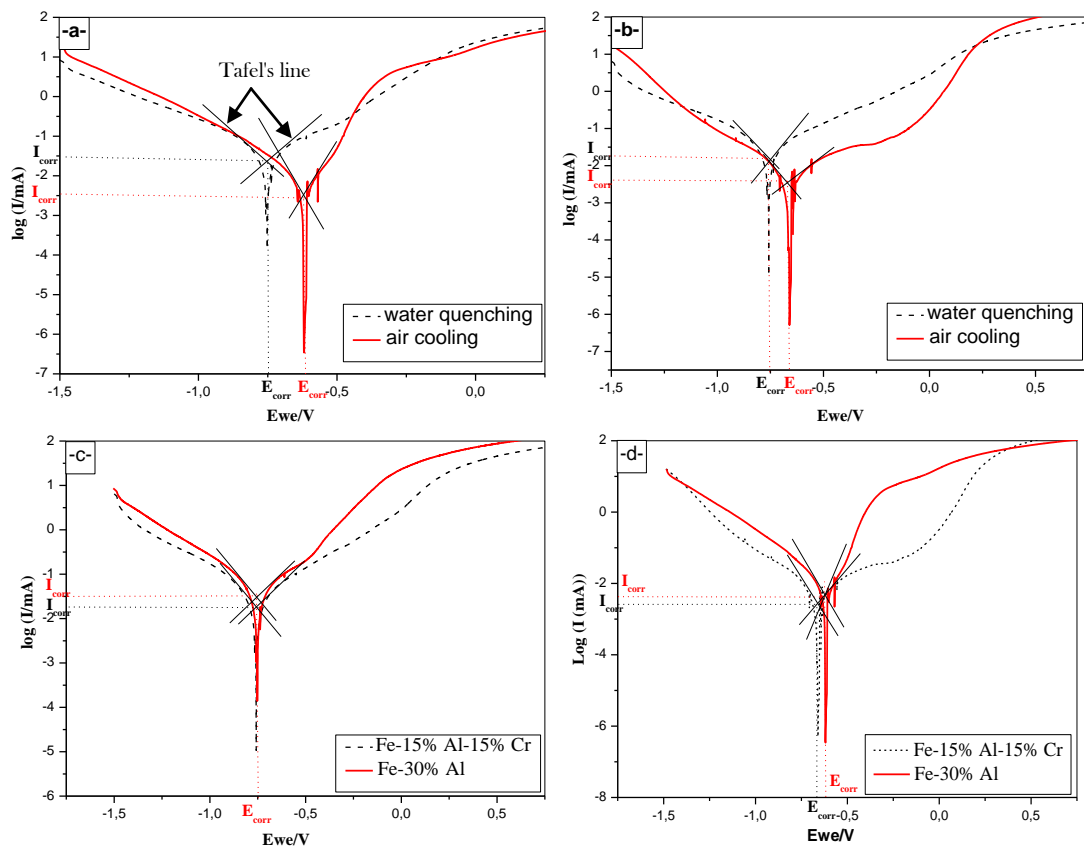 -a-
Tafel's line
log (I/mA)
2
1
0
-1
-2
-3
-4
-5
-6
-7
I corr
I corr
water quenching
air cooling
-1,5
-1,0
-0,5
0,0
E corr
E corr
Ewe/V
-b-
log (I/mA)
2
1
0
-1
-2
-3
-4
-5
-6
-7
I corr
I corr
water quenching
air cooling
-1,5
-1,0
-0,5
0,0
0,5
E corr
E corr
Ewe/V
-c-
log (I/mA)
2
1
0
-1
-2
-3
-4
-5
-6
I corr
I corr
Fe-15% Al-15% Cr
Fe-30% Al
E corr
-1,5
-1,0
-0,5
0,0
0,5
Ewe/V
-d-
Log (I (mA))
2
0
-2
-4
-6
-8
I corr
I corr
Fe-15% Al-15% Cr
Fe-30% Al
E corr
-1,5
-1,0
-0,5
0,0
0,5
E corr
Ewe/V